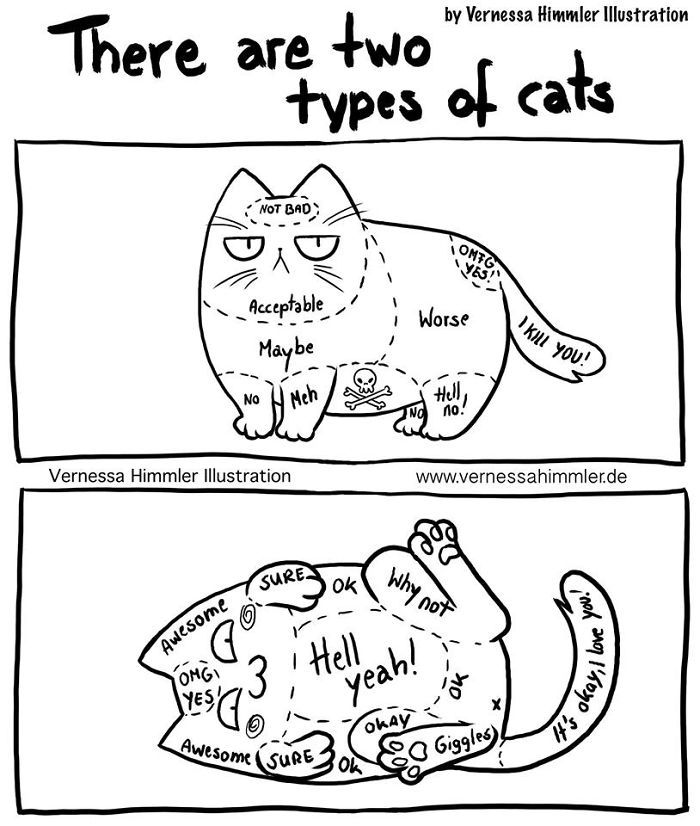 by Vernessa Himmler Illustration
There are two
types of cats
NOT BAD
OMFG
YES!
Acceptable
Worse
I KILL YOU!
Maybe
NO
Meh
NO
Hell
no!
Vernessa Himmler Illustration
www.vernessahimmler.de
SURE
OK
Why not
Awesome
OMG
YES
Hell
yeah!
OK
It's okay, I love you!
OKAY
Giggles
Awesome
SURE
OK
x